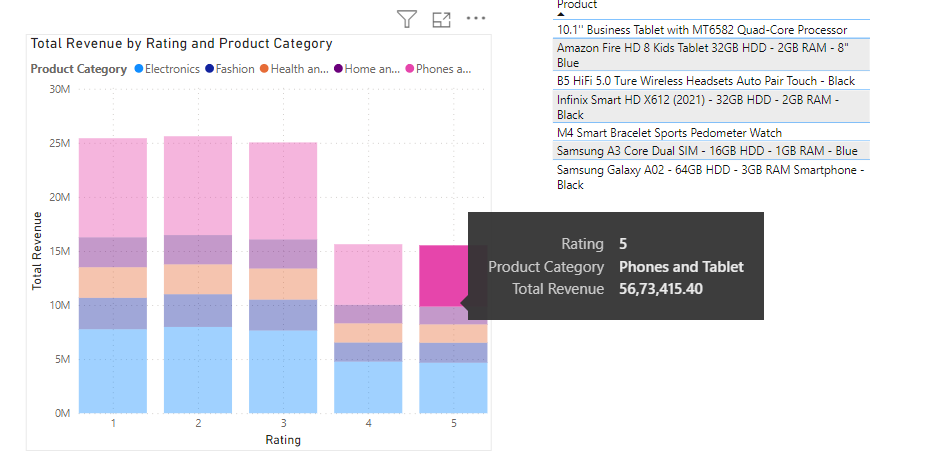 Total Revenue by Rating and Product Category
Product Category Electronics Fashion Health an... Home an... Phones a...
30M
25M
20M
15M
10M
5M
0M
Total Revenue
1 2 3 4 5
Rating
Rating 5
Product Category Phones and Tablet
Total Revenue 56,73,415.40
Product
10.1" Business Tablet with MT6582 Quad-Core Processor
Amazon Fire HD 8 Kids Tablet 32GB HDD - 2GB RAM - 8"
Blue
B5 HiFi 5.0 Ture Wireless Headsets Auto Pair Touch - Black
Infinix Smart HD X612 (2021) - 32GB HDD - 2GB RAM -
Black
M4 Smart Bracelet Sports Pedometer Watch
Samsung A3 Core Dual SIM - 16GB HDD - 1GB RAM - Blue
Samsung Galaxy A02 - 64GB HDD - 3GB RAM Smartphone -
Black